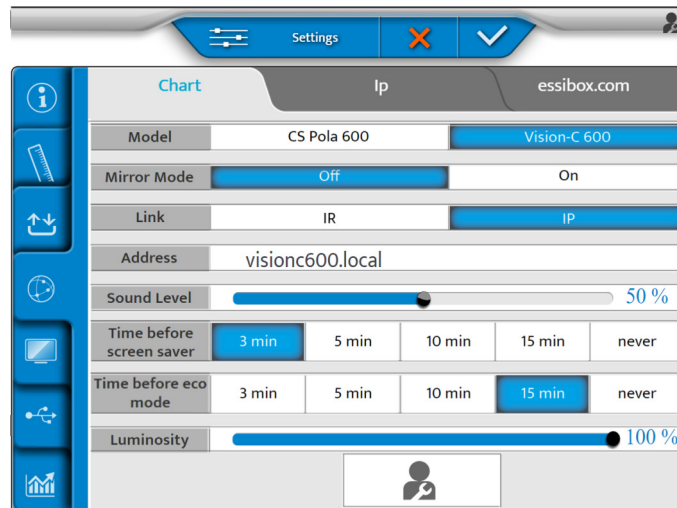 Settings
Chart Ip essibox.com
Model CS Pola 600 Vision-C 600
Mirror Mode Off On
Link IR IP
Address visionc600.local
Sound Level 50 %
Time before
screen saver 3 min 5 min 10 min 15 min never
Time before eco
mode 3 min 5 min 10 min 15 min never
Luminosity 100 %